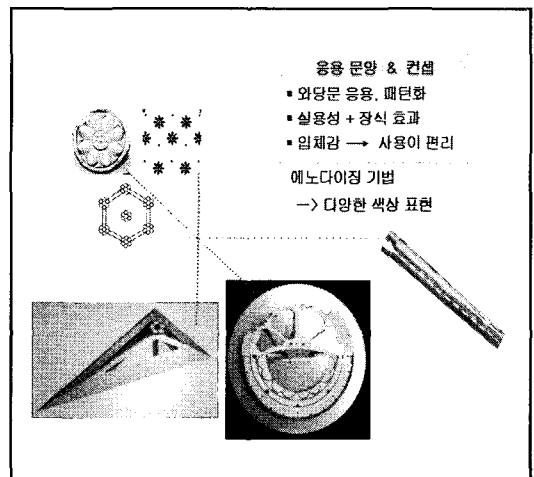 응용 문양 & 컨셉
▪ 와당문 응용, 패턴화
▪ 실용성 + 장식 효과
▪ 입체감 → 사용이 편리
에노다이징 기법
—> 다양한 색상 표현